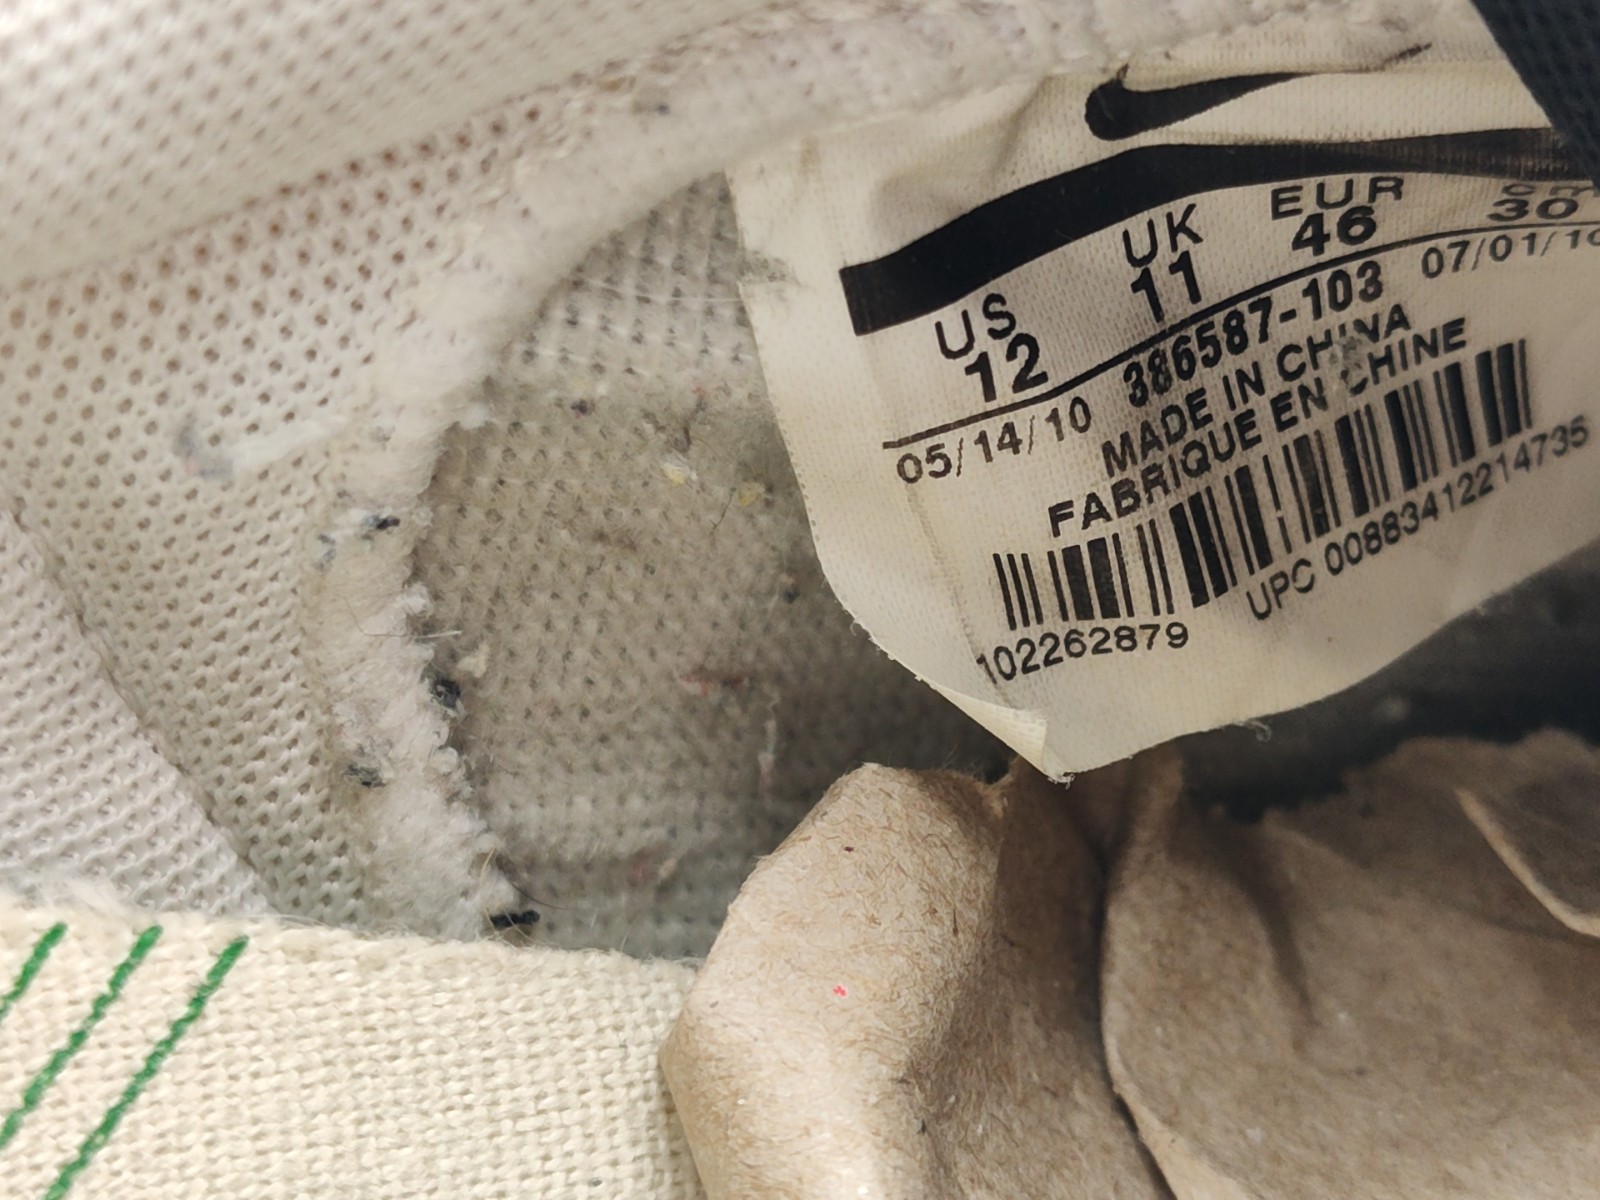 US UK EUR CM
12 11 46 30
05/14/10 386587-103 07/01/10
MADE IN CHINA
FABRIQUE EN CHINE
UPC 00883412214735
102262879